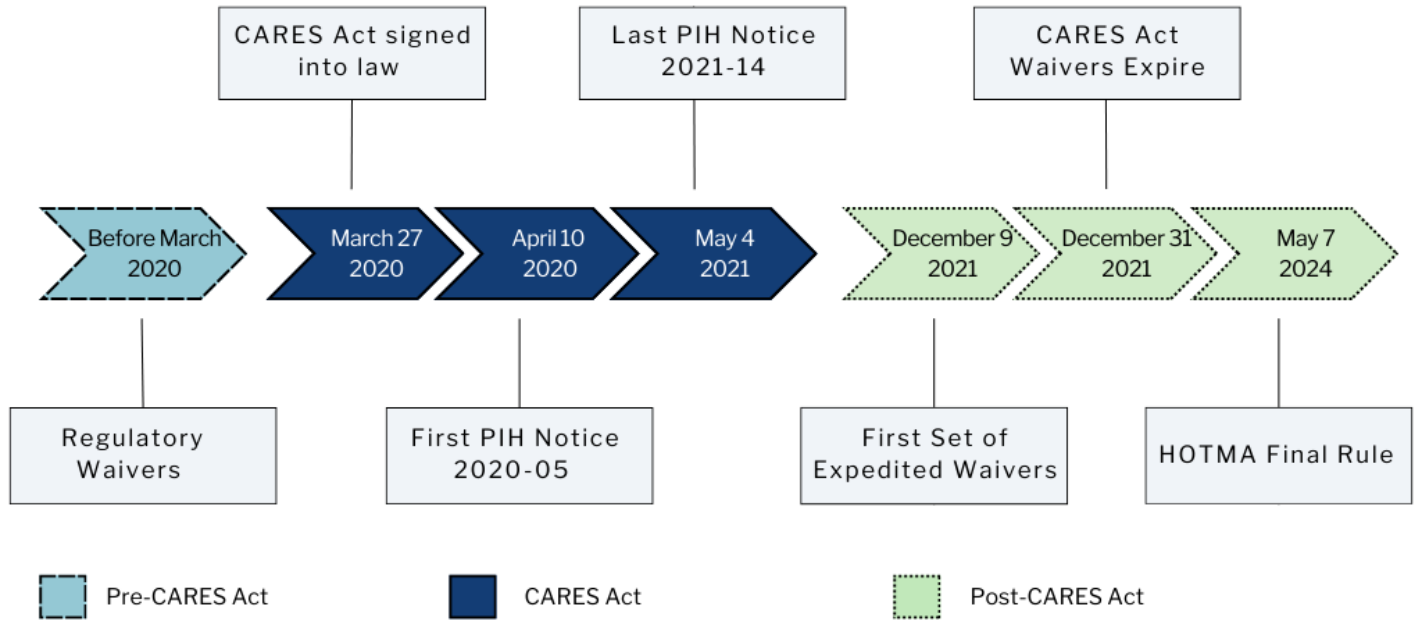 CARES Act signed
into law
Last PIH Notice
2021-14
CARES Act
Waivers Expire
Before March
2020
March 27
2020
April 10
2020
May 4
2021
December 9
2021
December 31
2021
May 7
2024
Regulatory
Waivers
First PIH Notice
2020-05
First Set of
Expedited Waivers
HOTMA Final Rule
Pre-CARES Act
CARES Act
Post-CARES Act